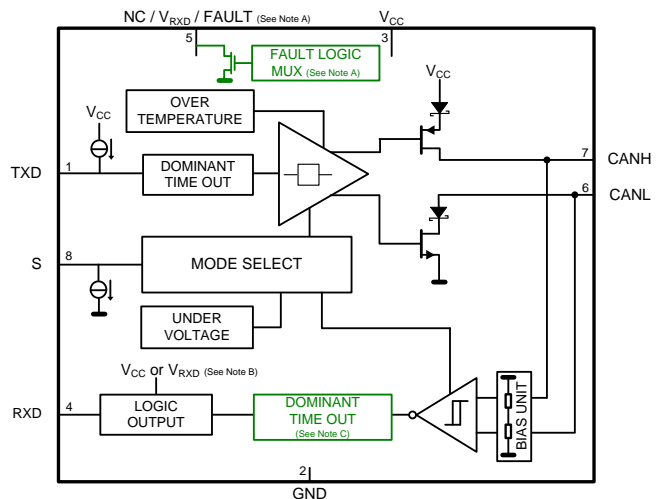 NC / VRXD / FAULT (See Note A)
VCC
5
3
FAULT LOGIC
MUX (See Note A)
VCC
OVER
TEMPERATURE
VCC
TXD
1
DOMINANT
TIME OUT
7
CANH
6
CANL
S
8
MODE SELECT
UNDER
VOLTAGE
VCC or VRXD (See Note B)
RXD
4
LOGIC
OUTPUT
DOMINANT
TIME OUT
(See Note C)
BIAS UNIT
2
GND